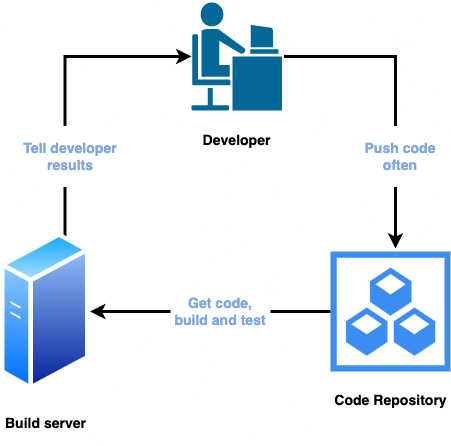 Developer
Tell developer
results
Push code
often
Get code,
build and test
Code Repository
Build server